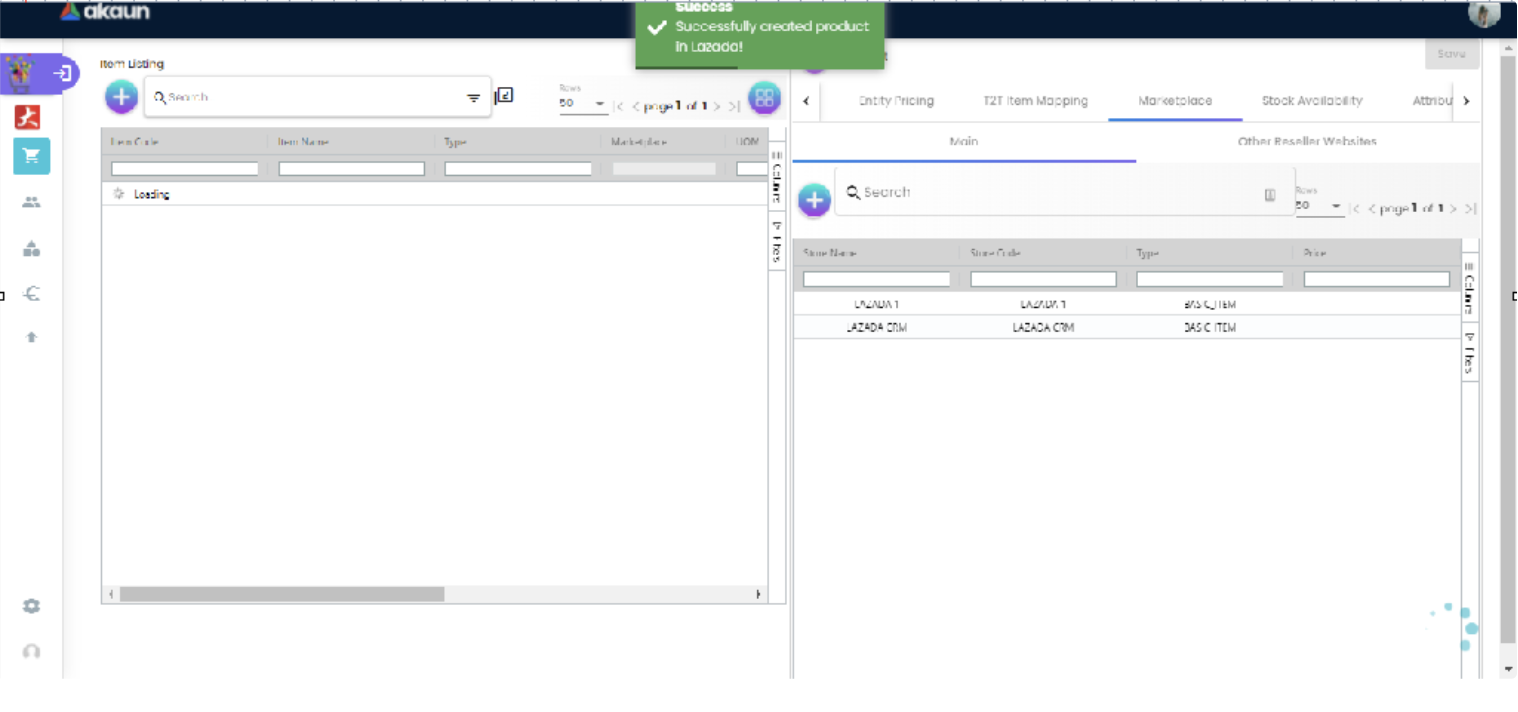 akaun
Success
Successfully created product
in Lazada!
Save
Item Listing
Search
Rows
50
page 1 of 1
Item Code
Item Name
Type
Marketplace
UOM
Loading
Columns
Filters
Entity Pricing
T2T Item Mapping
Marketplace
Stock Availability
Attribu
Main
Other Reseller Websites
Search
Rows
50
page 1 of 1
Store Name
Store Code
Type
Price
LAZADA 1
LAZADA 1
BASIC_ITEM
LAZADA CRM
LAZADA CRM
BASIC_ITEM
Columns
Filters